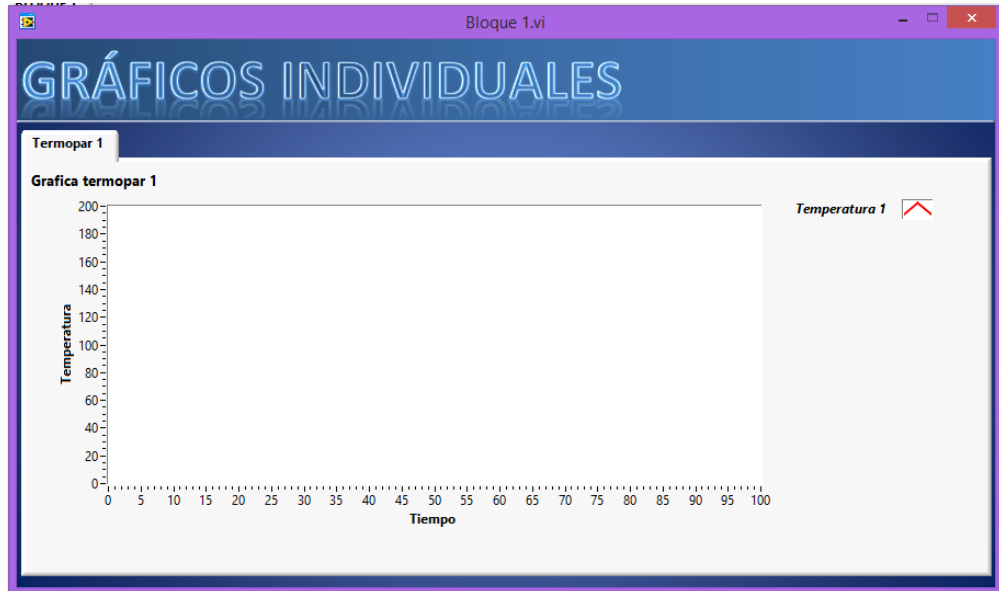 Bloque 1.vi
GRÁFICOS INDIVIDUALES
Termopar 1
Grafica termopar 1
Temperatura 1
200
180
160
140
120
100
80
60
40
20
0
Temperatura
0 5 10 15 20 25 30 35 40 45 50 55 60 65 70 75 80 85 90 95 100
Tiempo